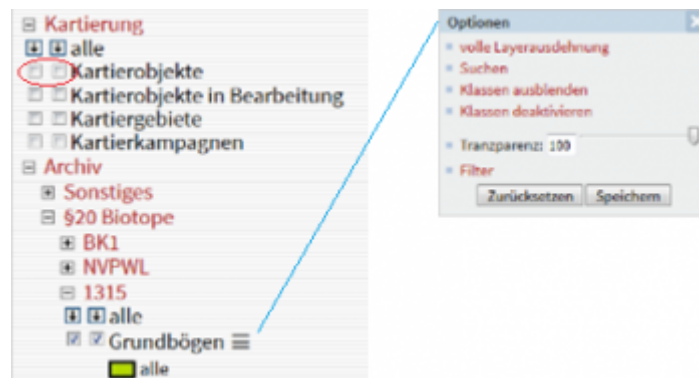 Kartierung
alle
Kartierobjekte
Kartierobjekte in Bearbeitung
Kartiergebiete
Kartierkampagnen
Archiv
Sonstiges
§20 Biotope
BK1
NVPWL
1315
alle
Grundbögen
alle
Optionen
volle Layerausdehnung
Suchen
Klassen ausblenden
Klassen deaktivieren
Tranzparenz: 100
Filter
Zurücksetzen Speichern